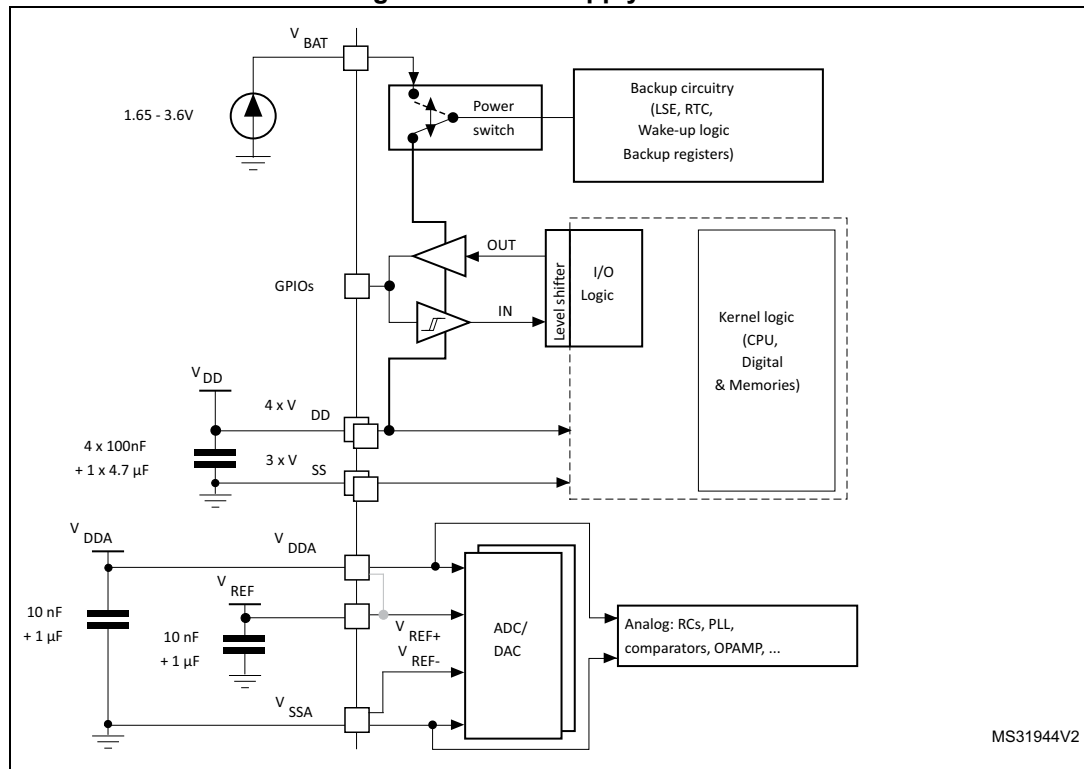 V BAT
1.65 - 3.6V
Power
switch
Backup circuitry
(LSE, RTC,
Wake-up logic
Backup registers)
OUT
GPIOs
IN
Level shifter
I/O
Logic
Kernel logic
(CPU,
Digital
& Memories)
V DD
4 x V DD
4 x 100nF
+ 1 x 4.7 µF
3 x V SS
V DDA
V DDA
V REF
10 nF
+ 1 µF
10 nF
+ 1 µF
V REF+
V REF-
ADC/
DAC
Analog: RCs, PLL,
comparators, OPAMP, ...
V SSA
MS31944V2